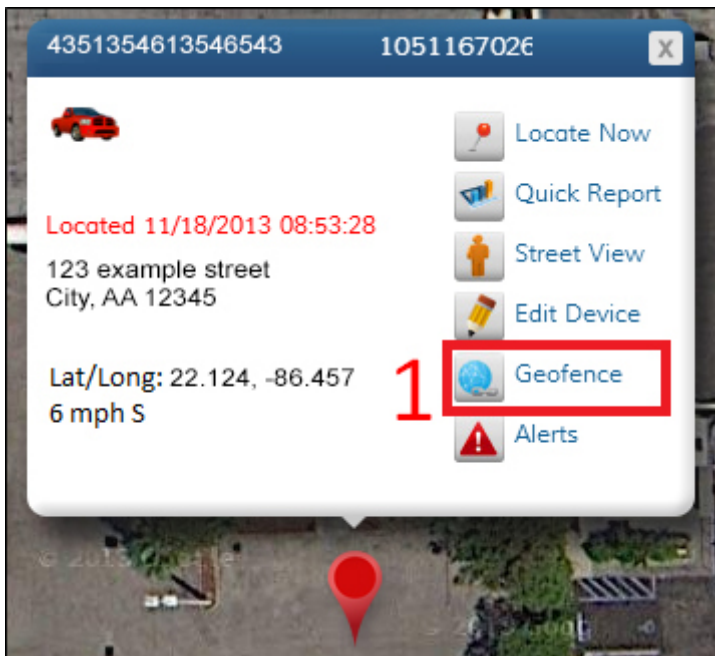 4351354613546543 1051167026 X
Locate Now
Quick Report
Located 11/18/2013 08:53:28
Street View
123 example street
City, AA 12345
Edit Device
Lat/Long: 22.124, -86.457
6 mph S
1 Geofence
Alerts